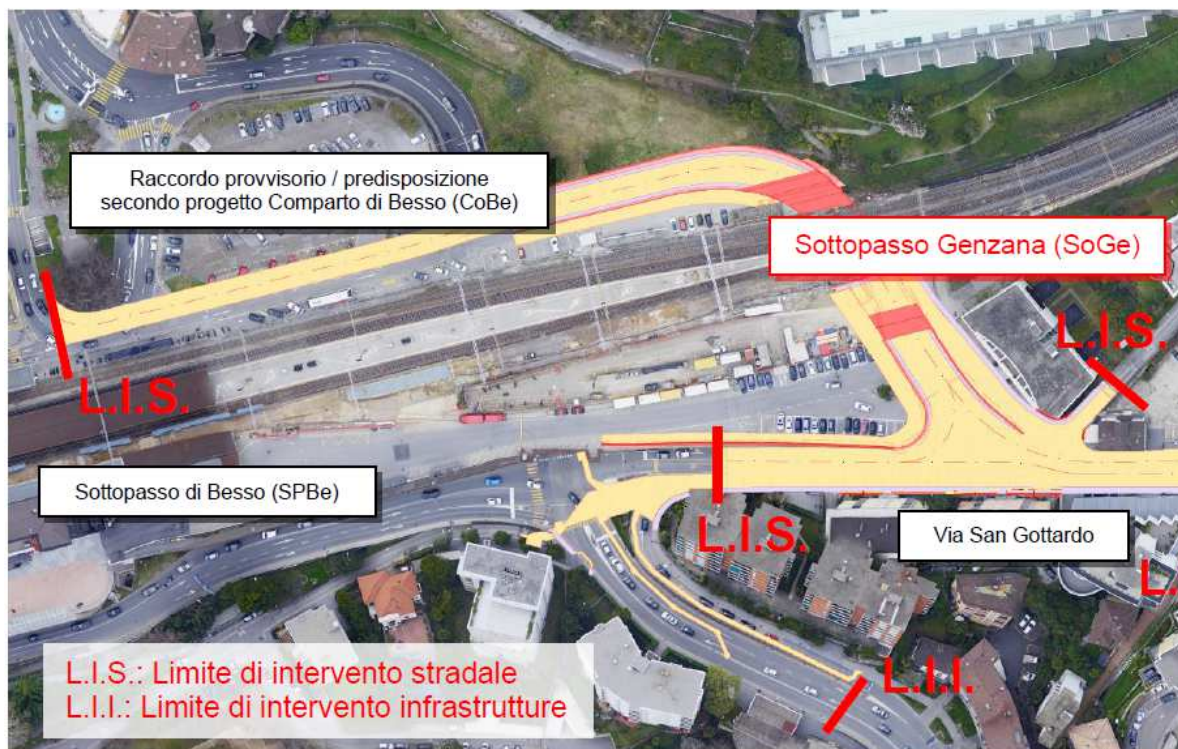 Raccordo provvisorio / predisposizione
secondo progetto Comparto di Besso (CoBe)
Sottopasso Genzana (SoGe)
L.I.S.
L.I.S.
Sottopasso di Besso (SPBe)
L.I.S.
Via San Gottardo
L.
L.I.I.
L.I.S.: Limite di intervento stradale
L.I.I.: Limite di intervento infrastrutture